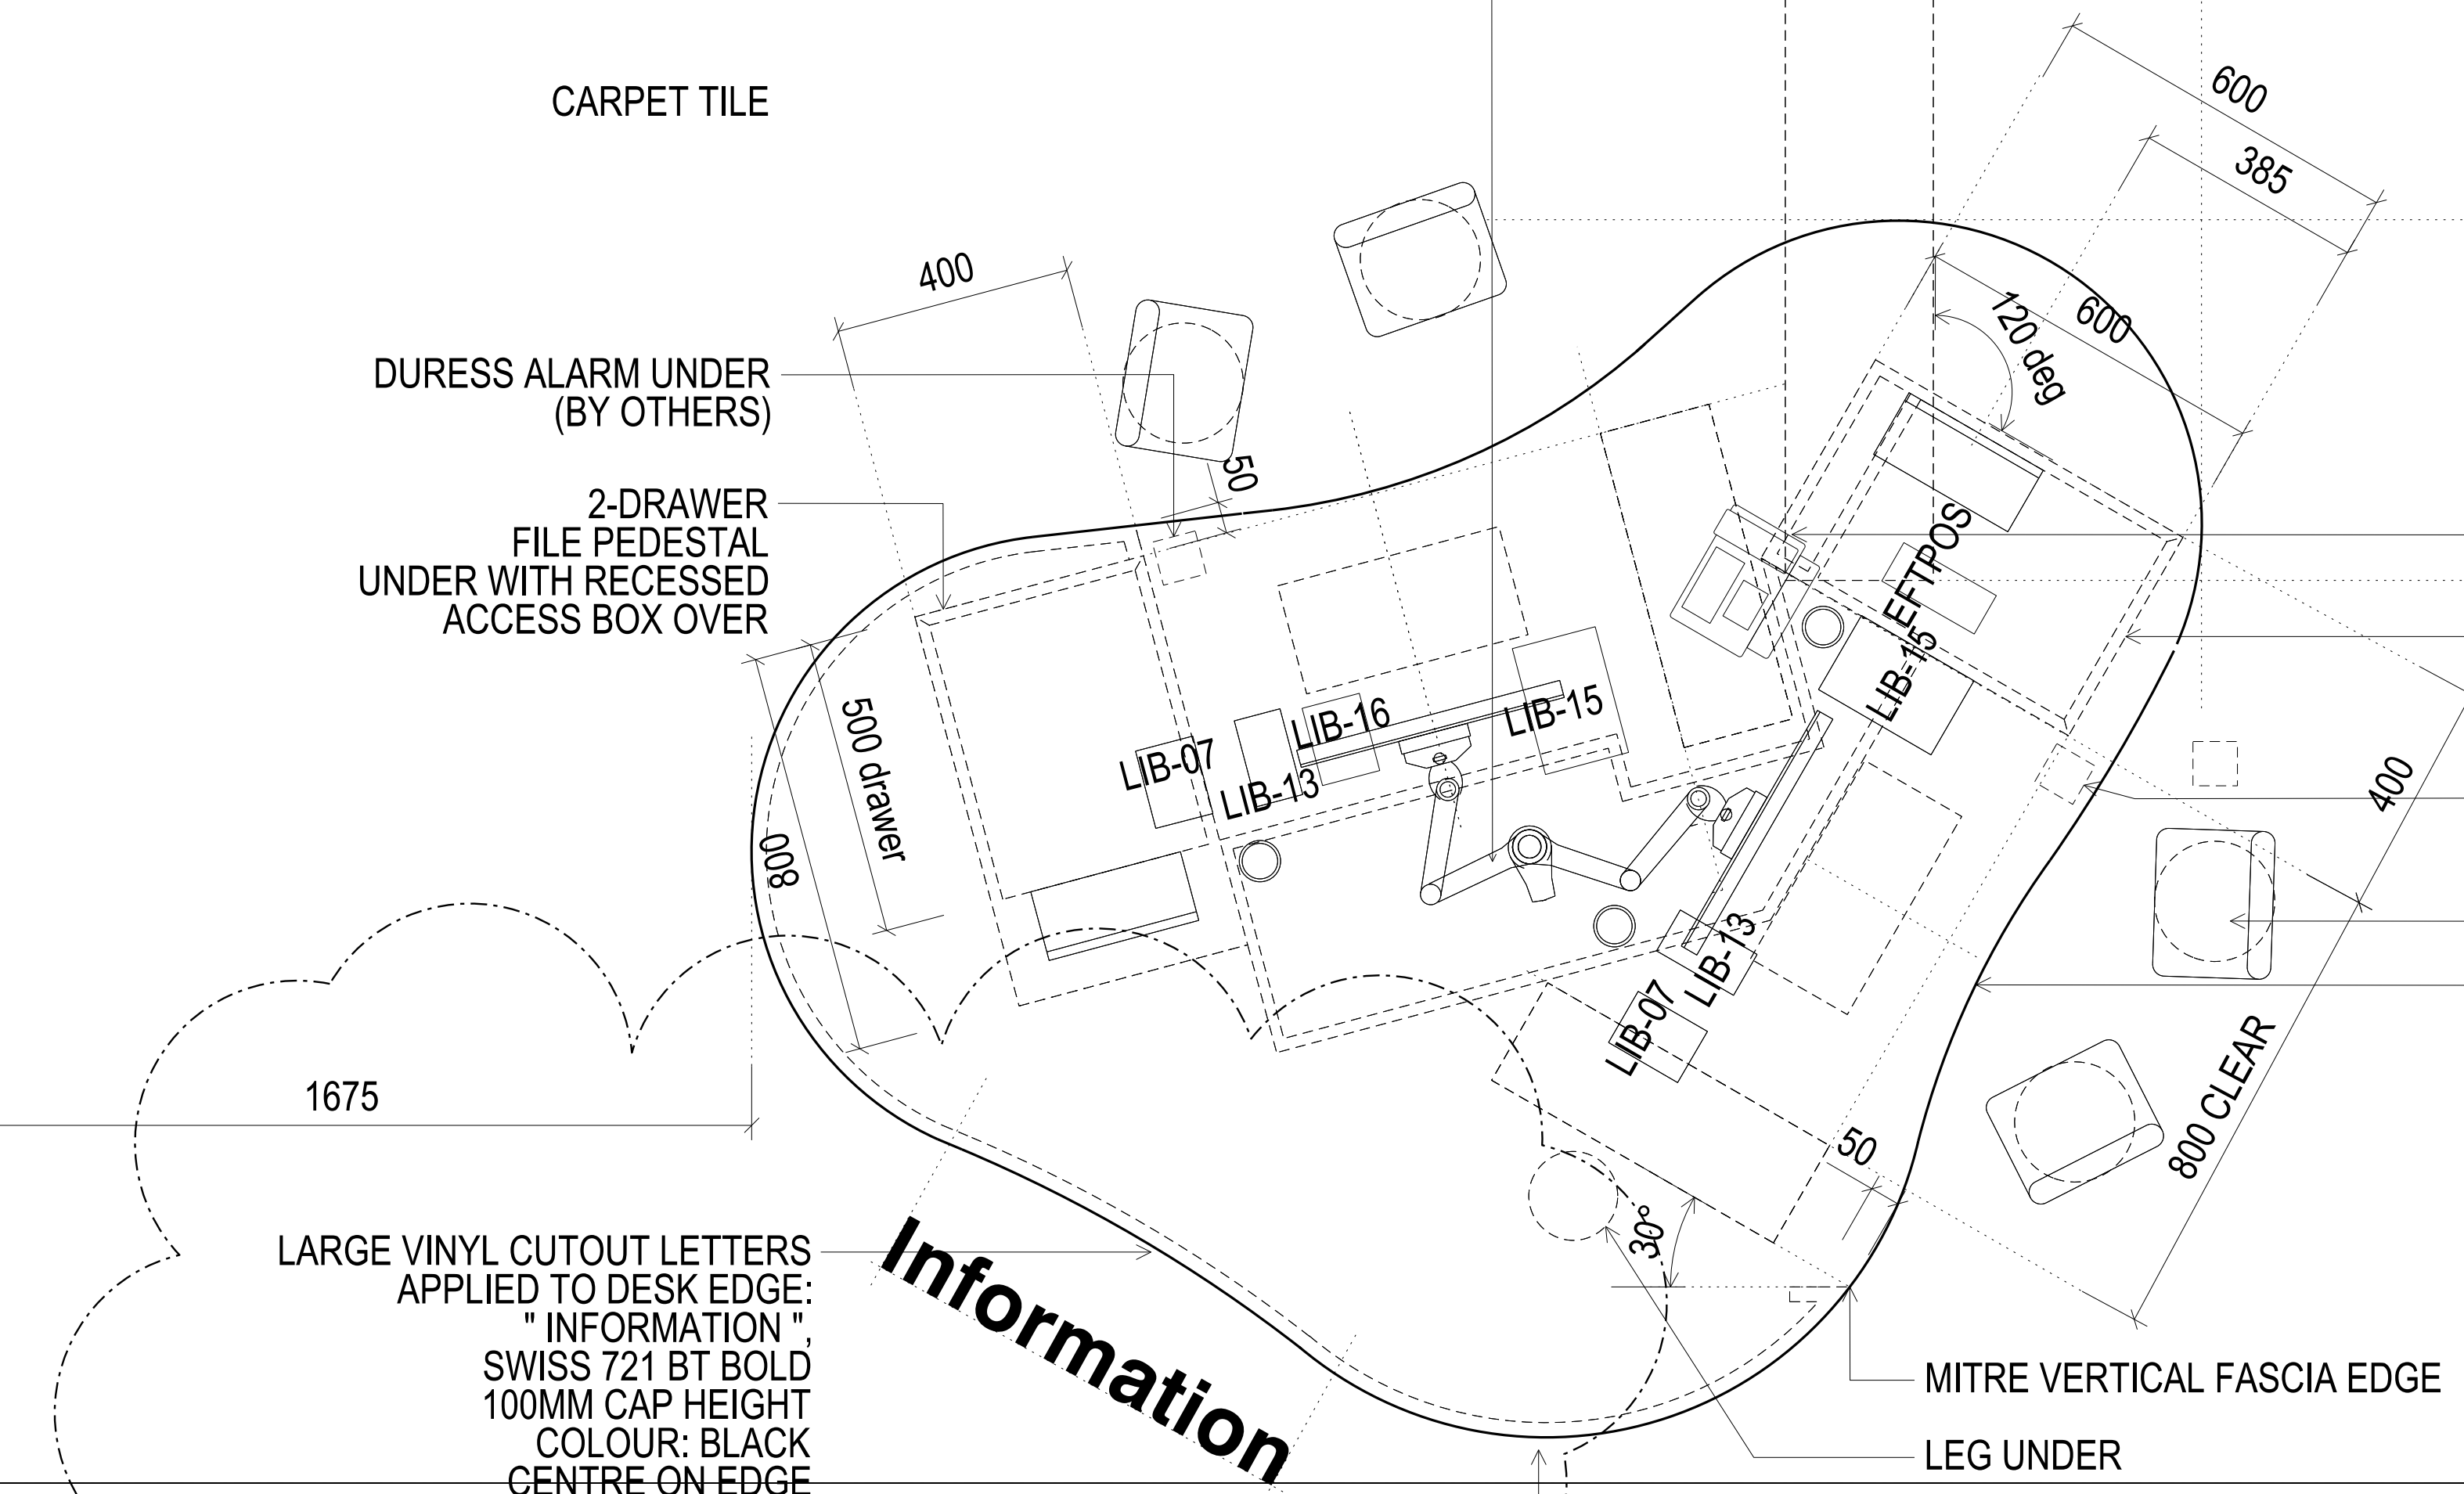 CARPET TILE
600
385
400
600
120 deg
DURESS ALARM UNDER
(BY OTHERS)
50
2-DRAWER
FILE PEDESTAL
UNDER WITH RECESSED
ACCESS BOX OVER
EFTPOS
LIB-15
500 drawer
800
LIB-07
LIB-13
LIB-16
LIB-15
400
LIB-13
LIB-07
800 CLEAR
1675
50
30°
LARGE VINYL CUTOUT LETTERS
APPLIED TO DESK EDGE:
" INFORMATION ",
SWISS 721 BT BOLD
100MM CAP HEIGHT
COLOUR: BLACK
CENTRE ON EDGE
Information
MITRE VERTICAL FASCIA EDGE
LEG UNDER